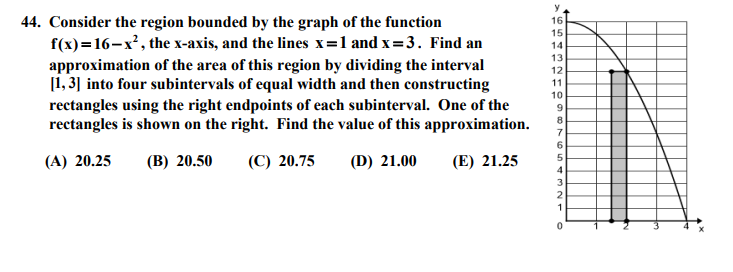 44. Consider the region bounded by the graph of the function
f(x)=16−x², the x-axis, and the lines x=1 and x=3. Find an
approximation of the area of this region by dividing the interval
[1,3] into four subintervals of equal width and then constructing
rectangles using the right endpoints of each subinterval. One of the
rectangles is shown on the right. Find the value of this approximation.
(A) 20.25 (B) 20.50 (C) 20.75 (D) 21.00 (E) 21.25
y
16
15
14
13
12
11
10
9
8
7
6
5
4
3
2
1
0 1 2 3 4 x